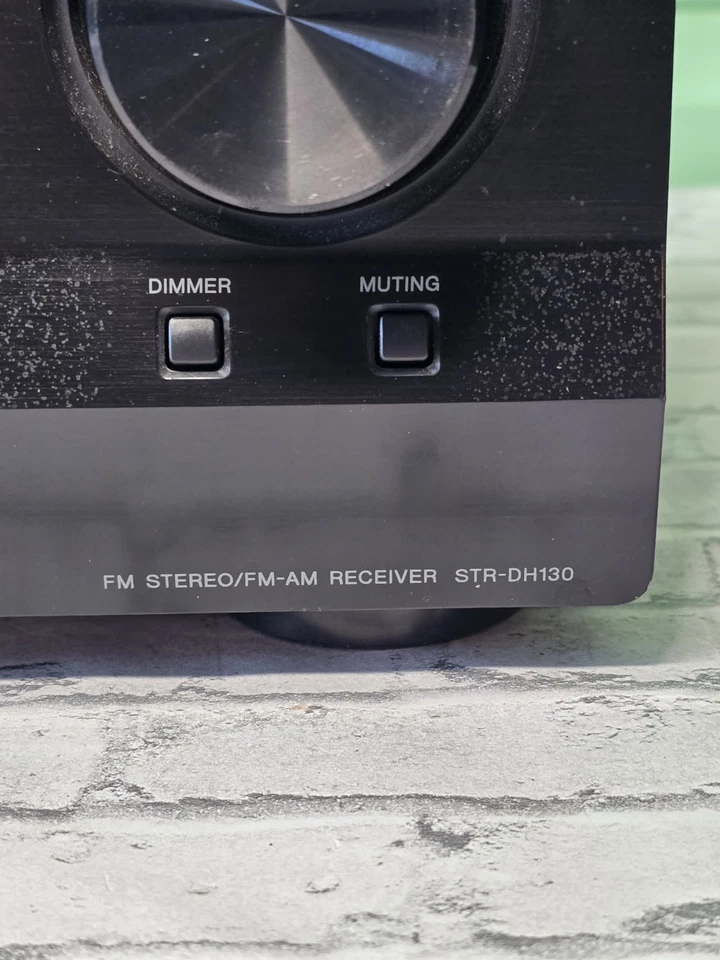 DIMMER MUTING
FM STEREO/FM-AM RECEIVER STR-DH130